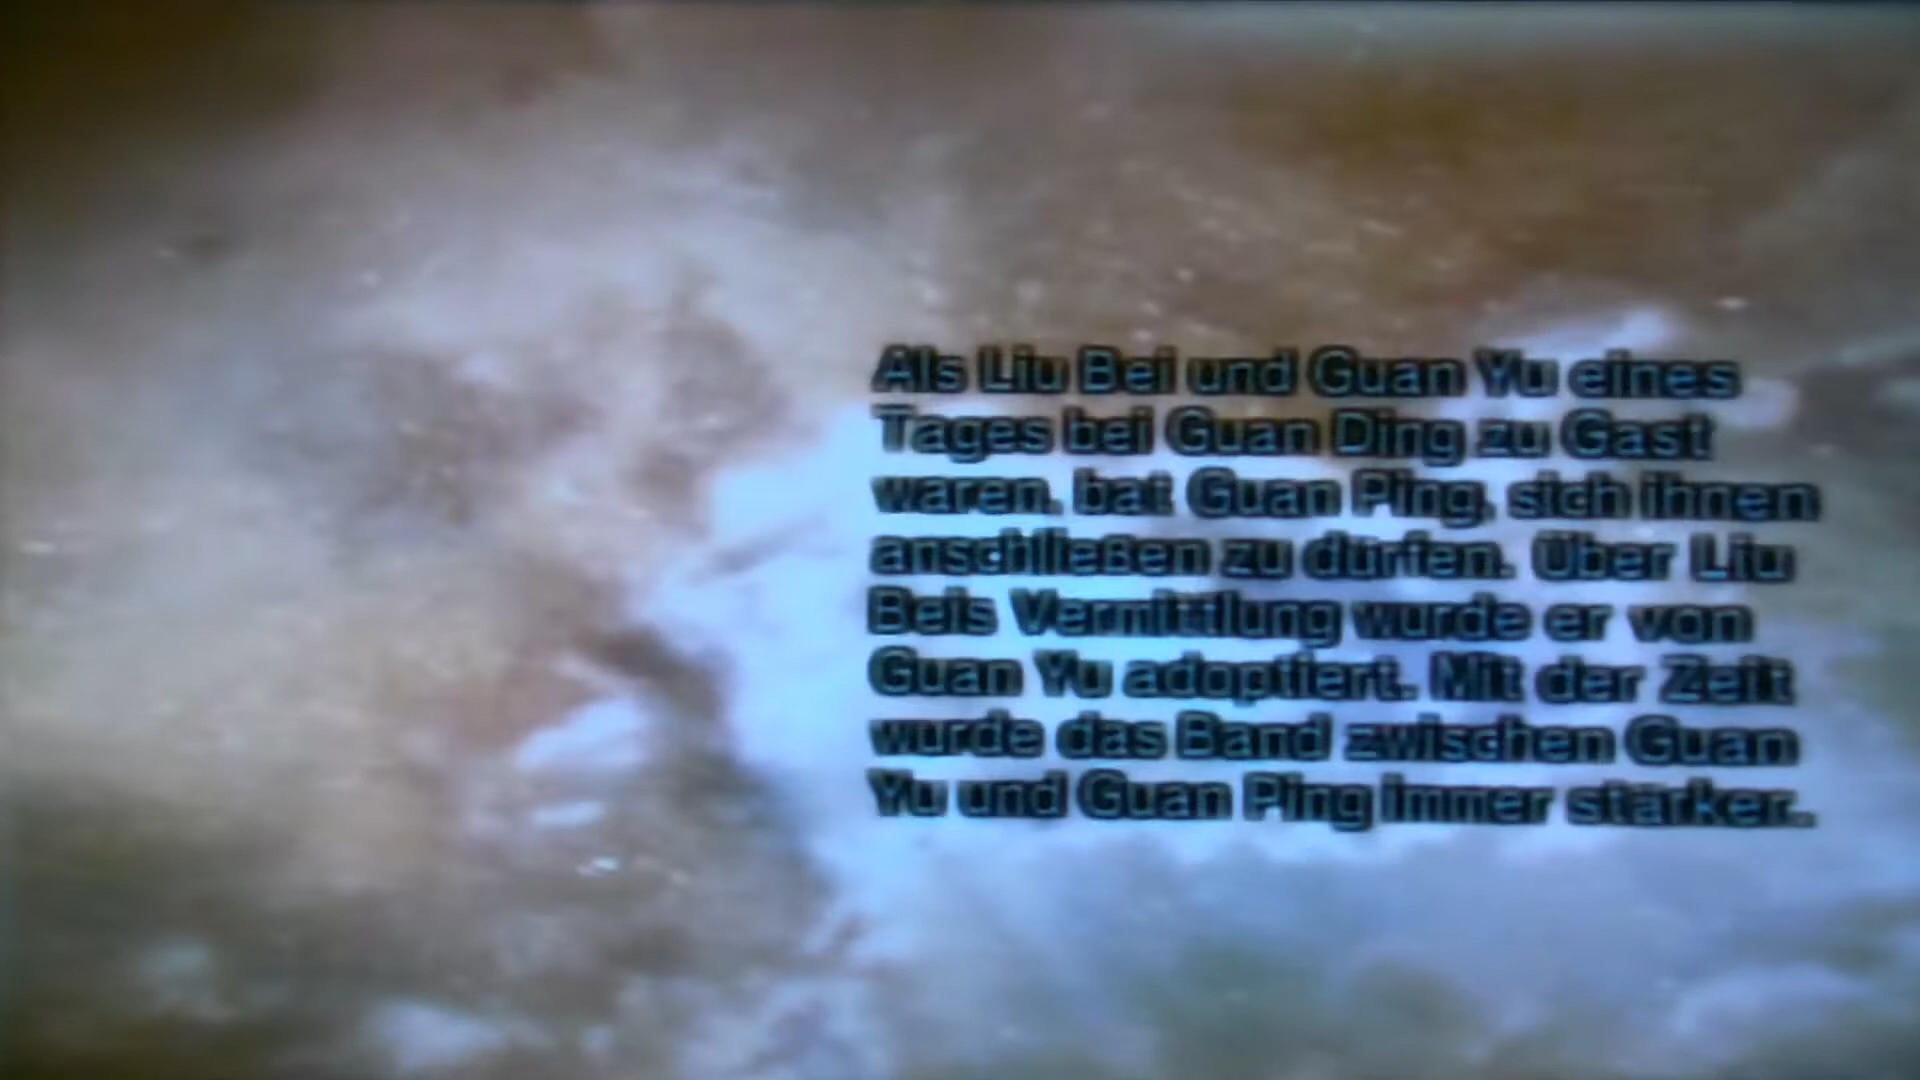 Als Liu Bei und Guan Yu eines
Tages bei Guan Ding zu Gast
waren, bat Guan Ping, sich ihnen
anschließen zu dürfen. Über Liu
Beis Vermittlung wurde er von
Guan Yu adoptiert. Mit der Zeit
wurde das Band zwischen Guan
Yu und Guan Ping immer stärker.